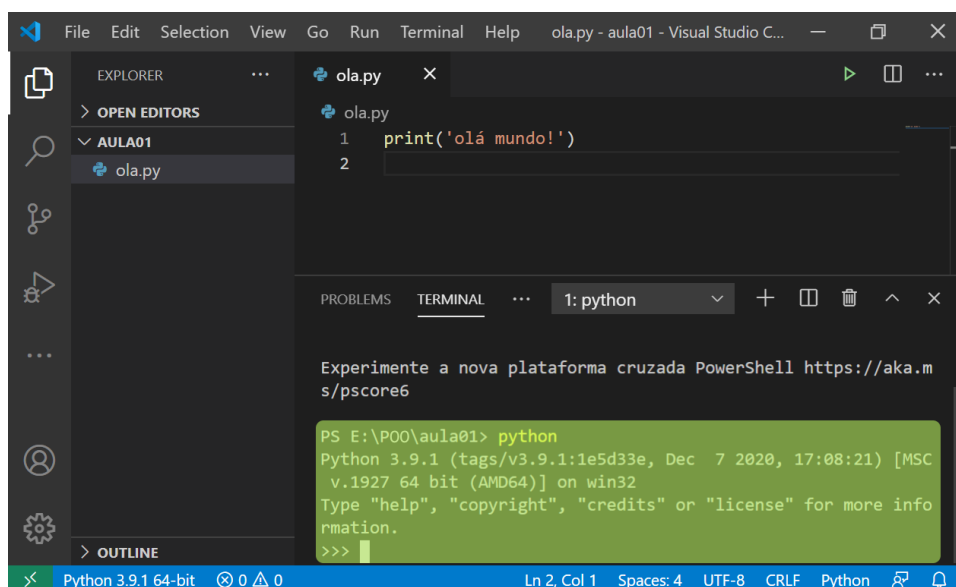 File Edit Selection View Go Run Terminal Help ola.py - aula01 - Visual Studio C...
EXPLORER
OPEN EDITORS
AULA01
ola.py
OUTLINE
ola.py
ola.py
1 print('olá mundo!')
2
PROBLEMS TERMINAL ... 1: python
Experimente a nova plataforma cruzada PowerShell https://aka.m
s/pscore6
PS E:\POO\aula01> python
Python 3.9.1 (tags/v3.9.1:1e5d33e, Dec 7 2020, 17:08:21) [MSC
v.1927 64 bit (AMD64)] on win32
Type "help", "copyright", "credits" or "license" for more info
rmation.
>>>
Python 3.9.1 64-bit 0 0 Ln 2, Col 1 Spaces: 4 UTF-8 CRLF Python